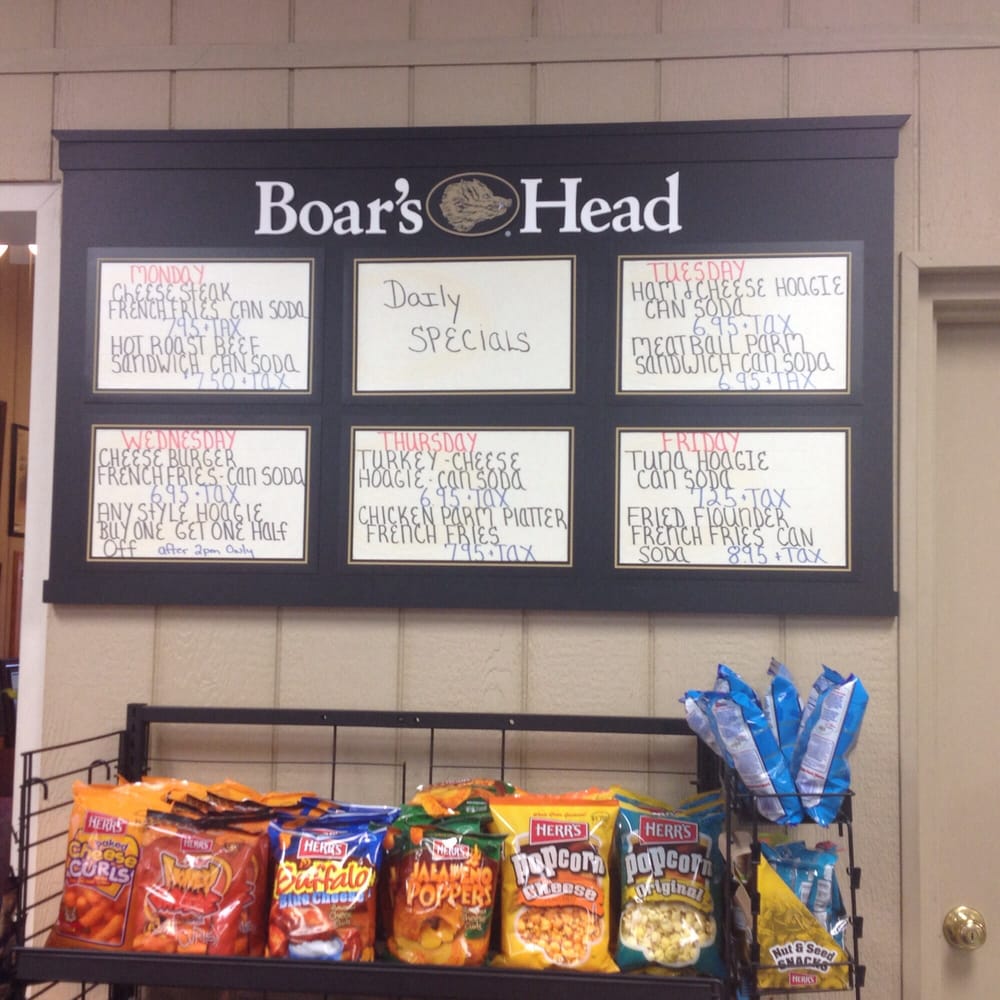 Boar's Head
MONDAY
CHEESE STEAK
FRENCH FRIES CAN SODA
7.95 + TAX
HOT ROAST BEEF
SANDWICH CAN SODA
$7.50 + TAX
Daily
SPECIALS
TUESDAY
HAM & CHEESE HOAGIE
CAN SODA
6.95 + TAX
MEATBALL PARM
SANDWICH CAN SODA
6.95 + TAX
WEDNESDAY
CHEESE BURGER
FRENCH FRIES - CAN SODA
6.95 + TAX
ANY STYLE HOAGIE
BUY ONE GET ONE HALF
OFF after 2pm Only
THURSDAY
TURKEY - CHEESE
HOAGIE - CAN SODA
6.95 + TAX
CHICKEN PARM PLATTER
FRENCH FRIES
7.95 + TAX
FRIDAY
TUNA HOAGIE
CAN SODA
7.25 + TAX
FRIED FLOUNDER
FRENCH FRIES CAN
SODA 8.95 + TAX
HERR'S
Baked
Cheese
CURLS
HERR'S
CURLS
HERR'S
Buffalo
Blue Cheese
HERR'S
JALAPEÑO
POPPERS
HERR'S
POPCORN
Cheese
HERR'S
POPCORN
Original
Nut & Seed
SNACKS
HERR'S